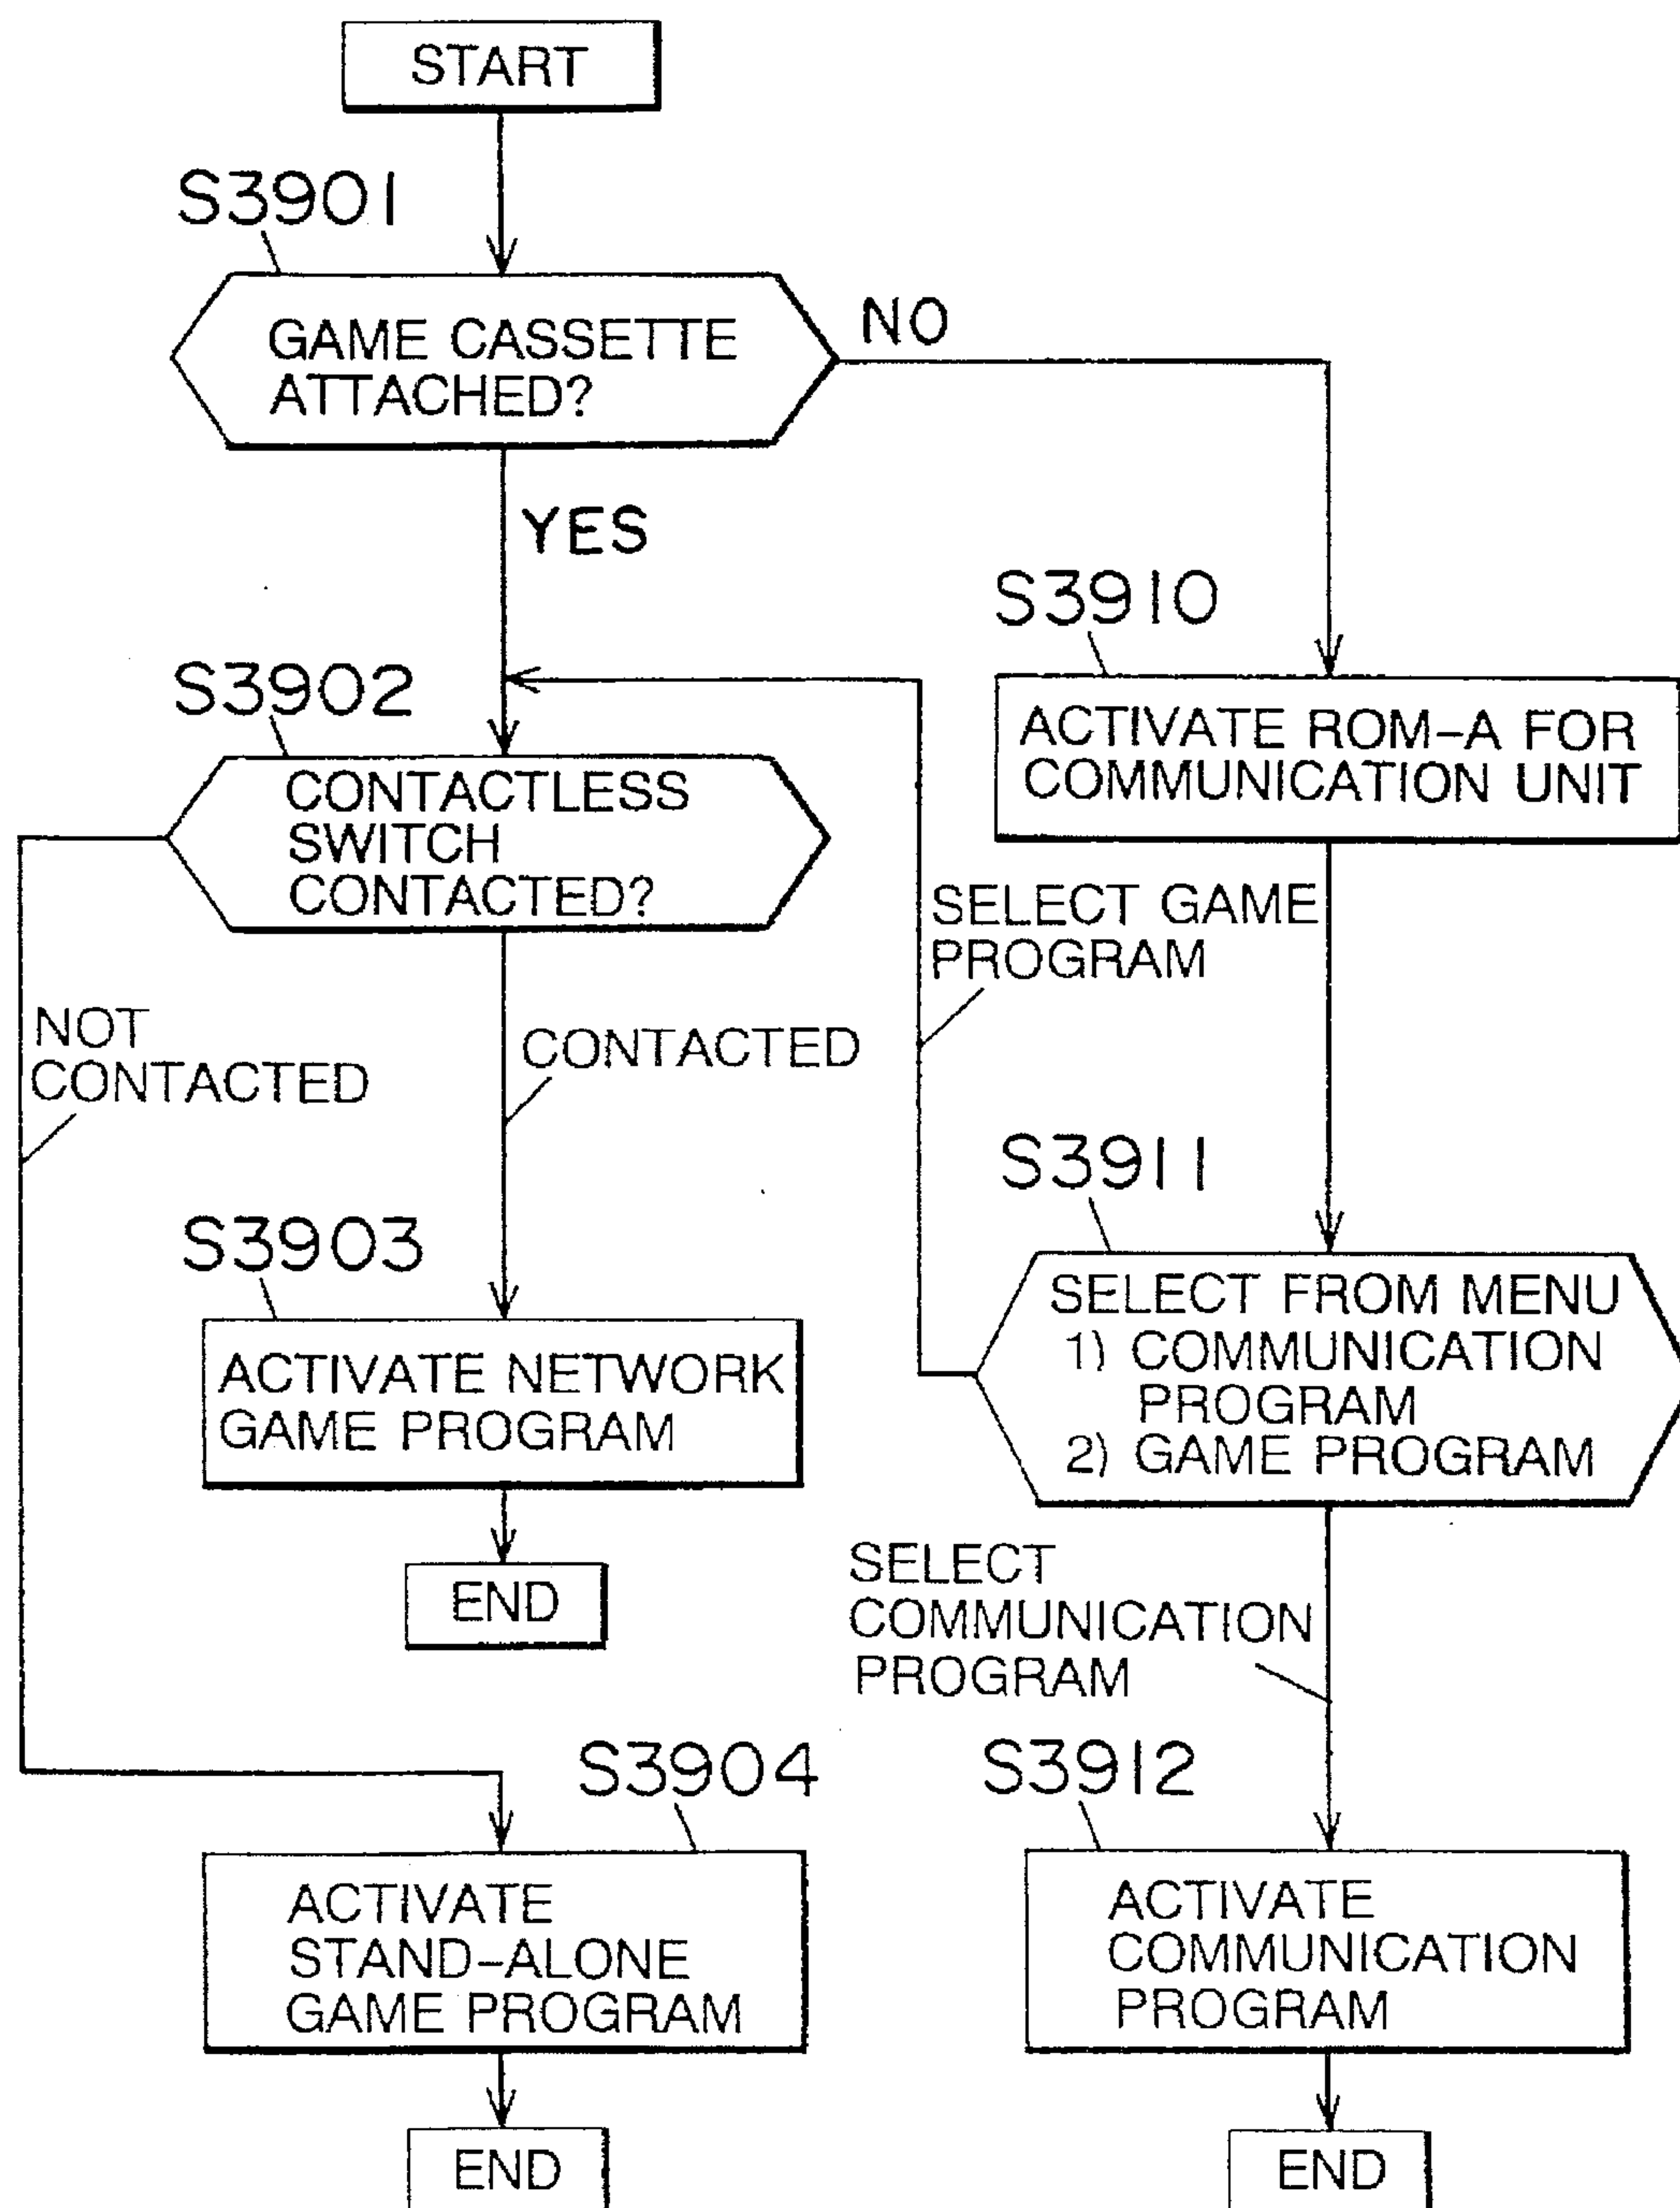 START
S3901
GAME CASSETTE
ATTACHED?
NO
YES
S3910
ACTIVATE ROM-A FOR
COMMUNICATION UNIT
S3902
CONTACTLESS
SWITCH
CONTACTED?
SELECT GAME
PROGRAM
NOT
CONTACTED
CONTACTED
S3911
SELECT FROM MENU
1) COMMUNICATION
PROGRAM
2) GAME PROGRAM
S3903
ACTIVATE NETWORK
GAME PROGRAM
END
SELECT
COMMUNICATION
PROGRAM
S3904
ACTIVATE
STAND-ALONE
GAME PROGRAM
END
S3912
ACTIVATE
COMMUNICATION
PROGRAM
END